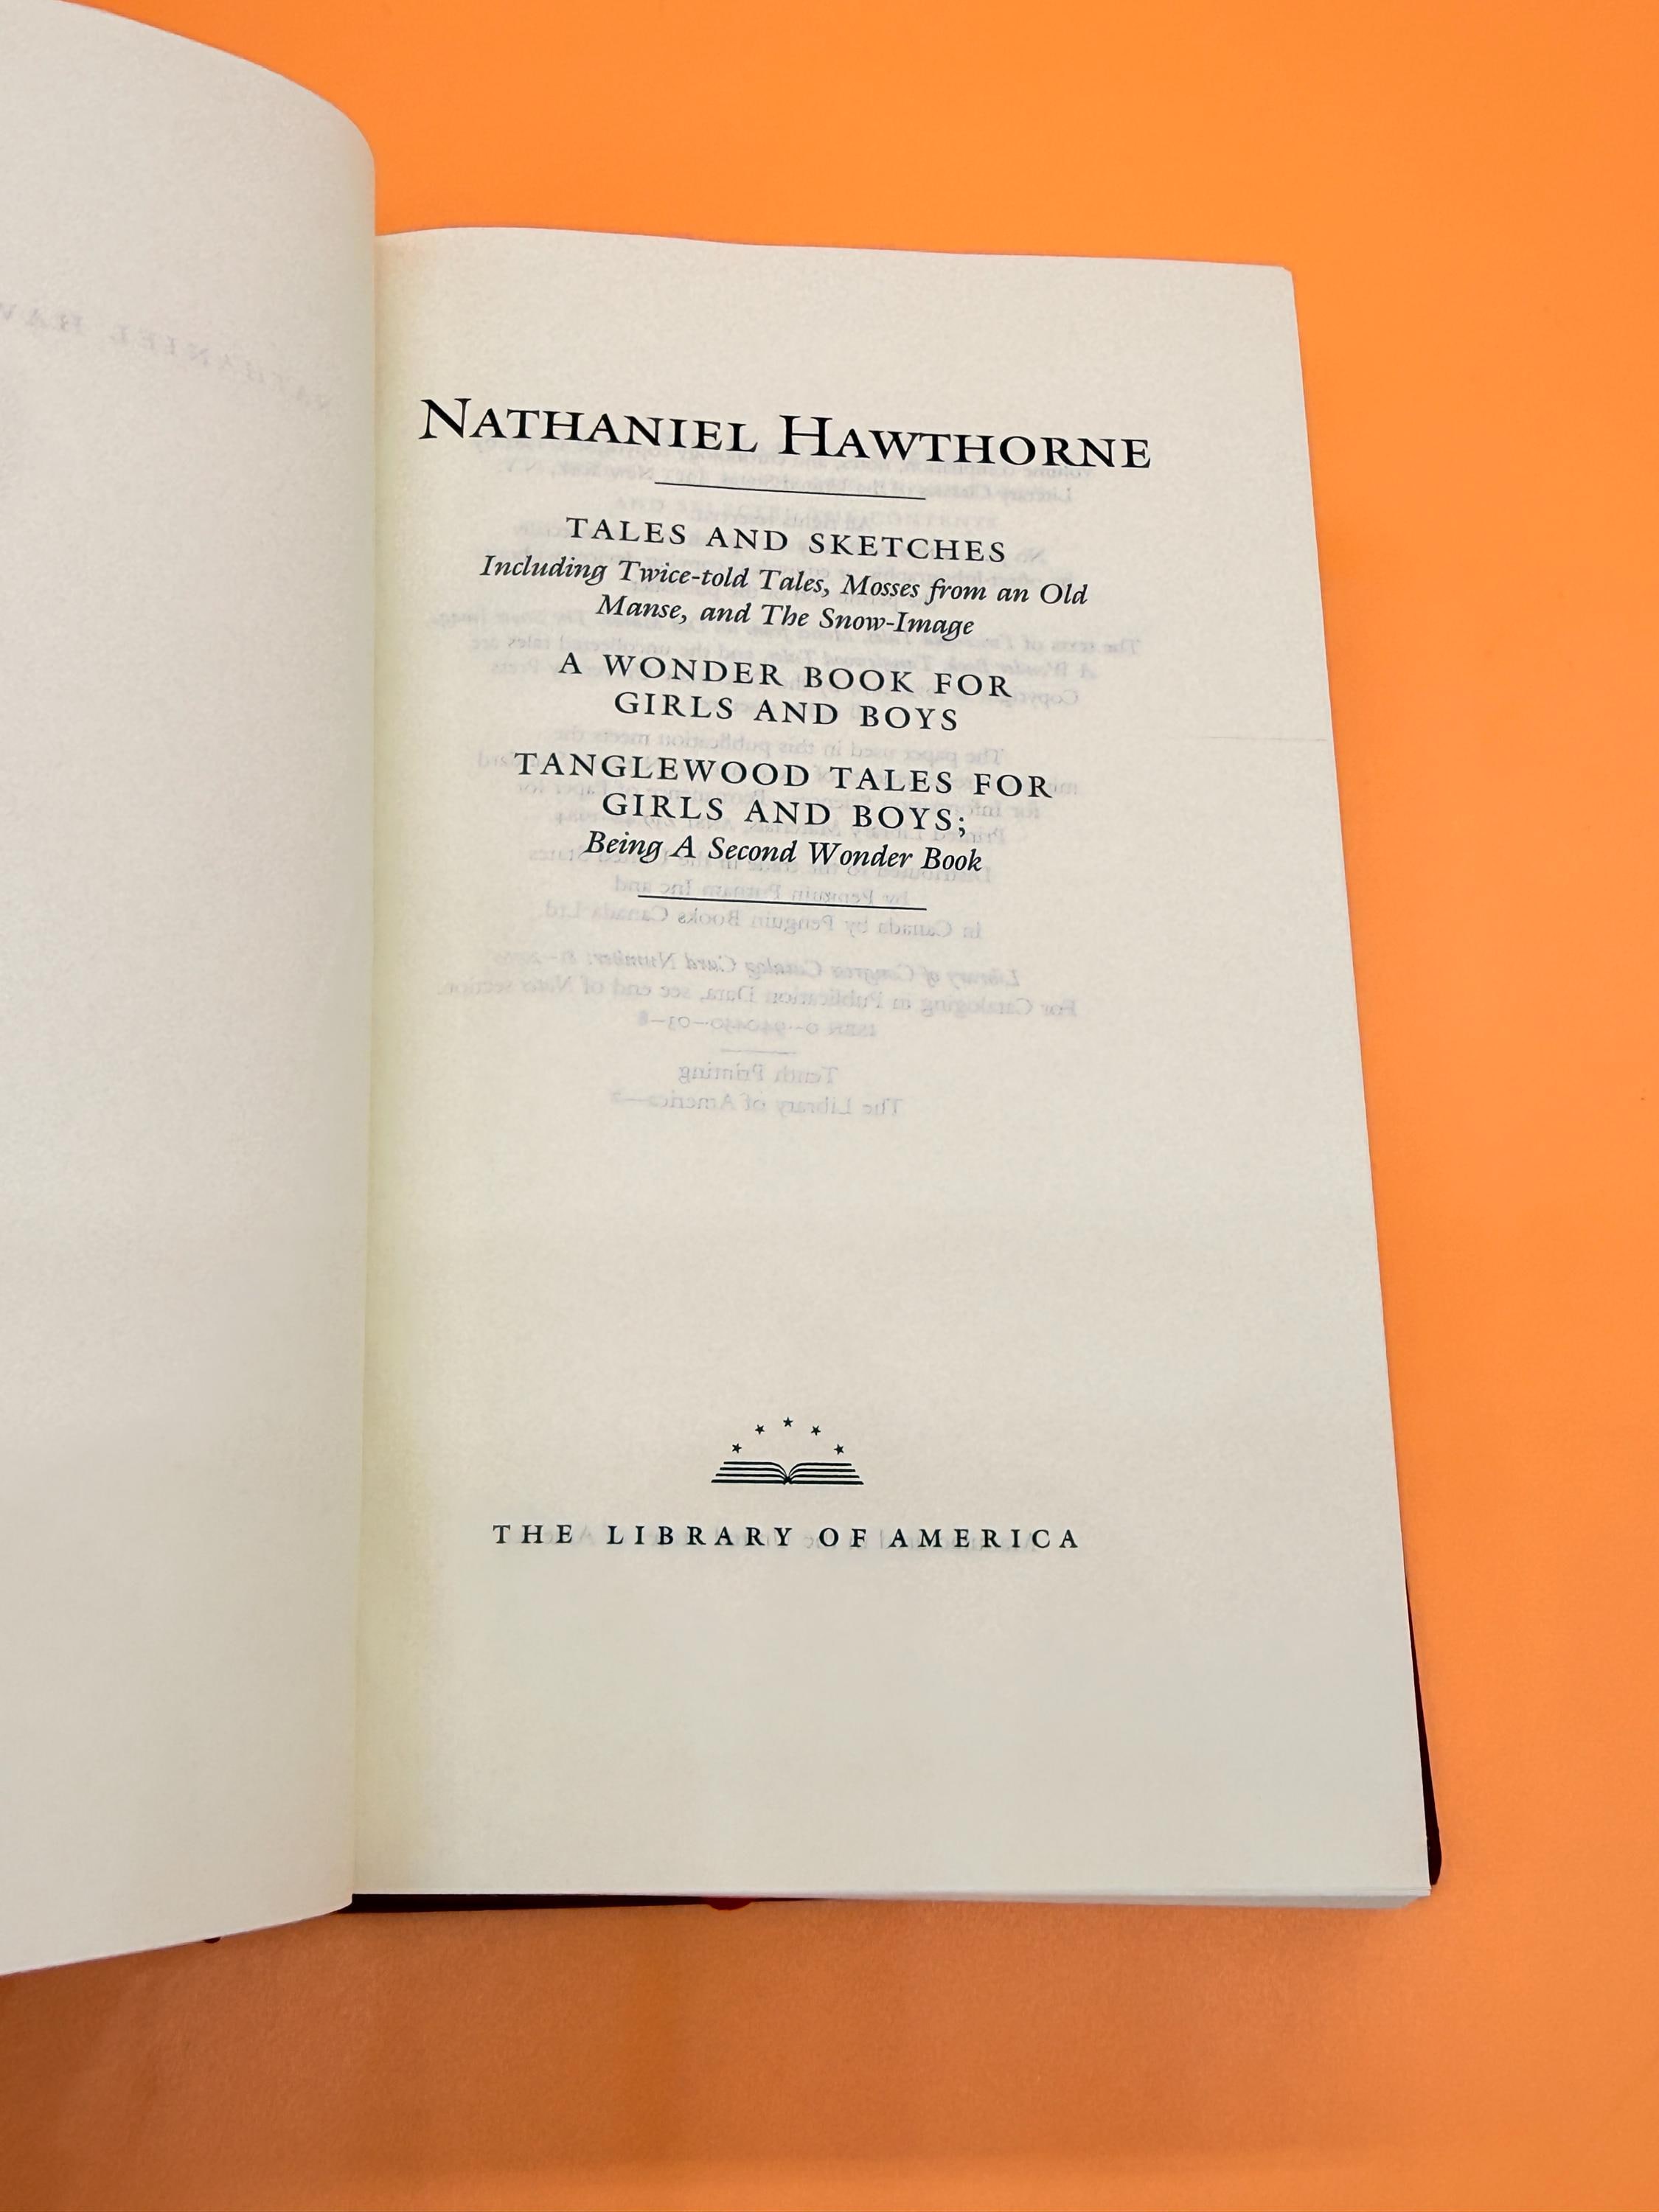 NATHANIEL HAWTHORNE
TALES AND SKETCHES
Including Twice-told Tales, Mosses from an Old
Manse, and The Snow-Image
A WONDER BOOK FOR
GIRLS AND BOYS
TANGLEWOOD TALES FOR
GIRLS AND BOYS;
Being A Second Wonder Book
THE LIBRARY OF AMERICA